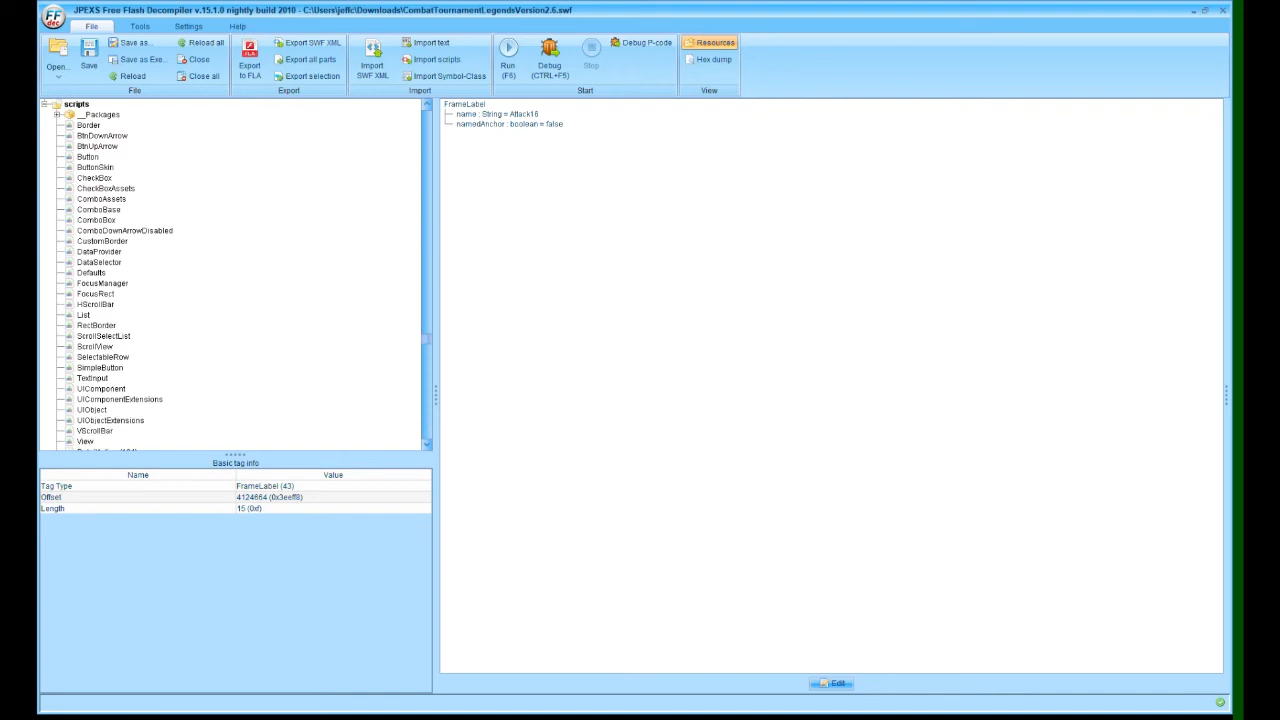 JPEXS Free Flash Decompiler v.15.1.0 nightly build 2010 - C:\Users\jeffc\Downloads\CombatTournamentLegendsVersion2.6.swf
FF
dec
File Tools Settings Help
Open... Save Save as... Save as Exe... Reload Reload all Close Close all
File
Export to FLA Export SWF XML Export all parts Export selection
Export
Import SWF XML Import text Import scripts Import Symbol-Class
Import
Run (F6) Debug (CTRL+F5) Stop Debug P-code
Start
Resources Hex dump
View
scripts
__Packages
Border
BtnDownArrow
BtnUpArrow
Button
ButtonSkin
CheckBox
CheckBoxAssets
ComboAssets
ComboBase
ComboBox
ComboDownArrowDisabled
CustomBorder
DataProvider
DataSelector
Defaults
FocusManager
FocusRect
HScrollBar
List
RectBorder
ScrollSelectList
ScrollView
SelectableRow
SimpleButton
TextInput
UIComponent
UIComponentExtensions
UIObject
UIObjectExtensions
VScrollBar
View
Basic tag info
Name Value
Tag Type FrameLabel (43)
Offset 4124664 (0x3eeff8)
Length 15 (0xf)
FrameLabel
name : String = Attack16
namedAnchor : boolean = false
Edit